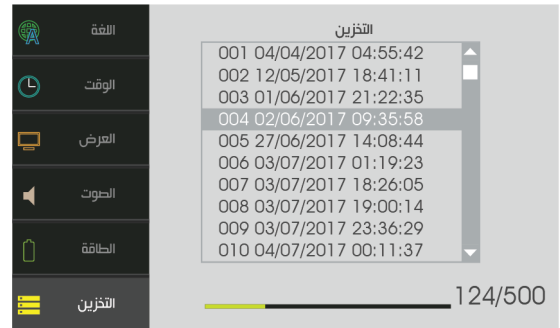 اللغة
الوقت
العرض
الصوت
الطاقة
التخزين
التخزين
001 04/04/2017 04:55:42
002 12/05/2017 18:41:11
003 01/06/2017 21:22:35
004 02/06/2017 09:35:58
005 27/06/2017 14:08:44
006 03/07/2017 01:19:23
007 03/07/2017 18:26:05
008 03/07/2017 19:00:14
009 03/07/2017 23:36:29
010 04/07/2017 00:11:37
124/500